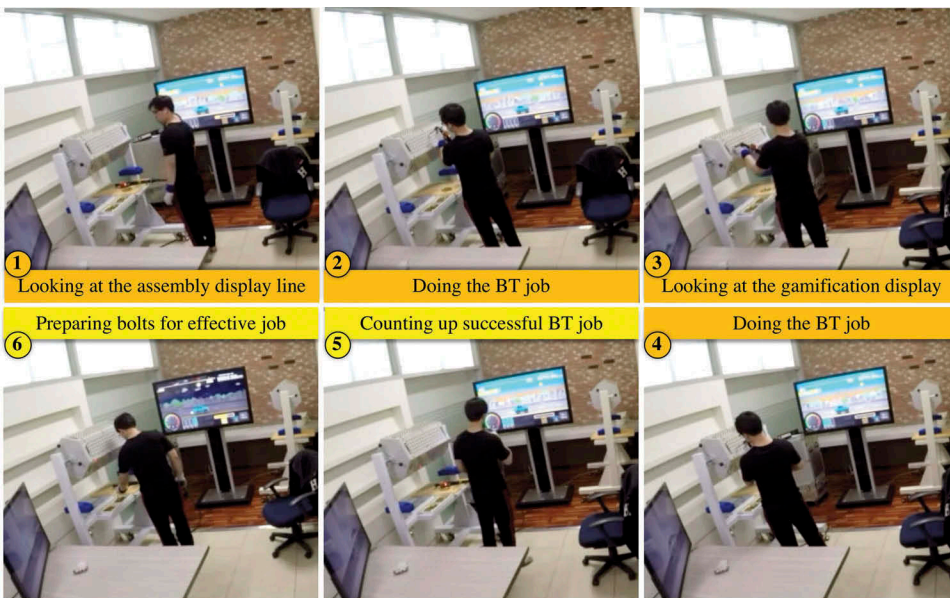 1
Looking at the assembly display line
2
Doing the BT job
3
Looking at the gamification display
Preparing bolts for effective job
6
Counting up successful BT job
5
Doing the BT job
4